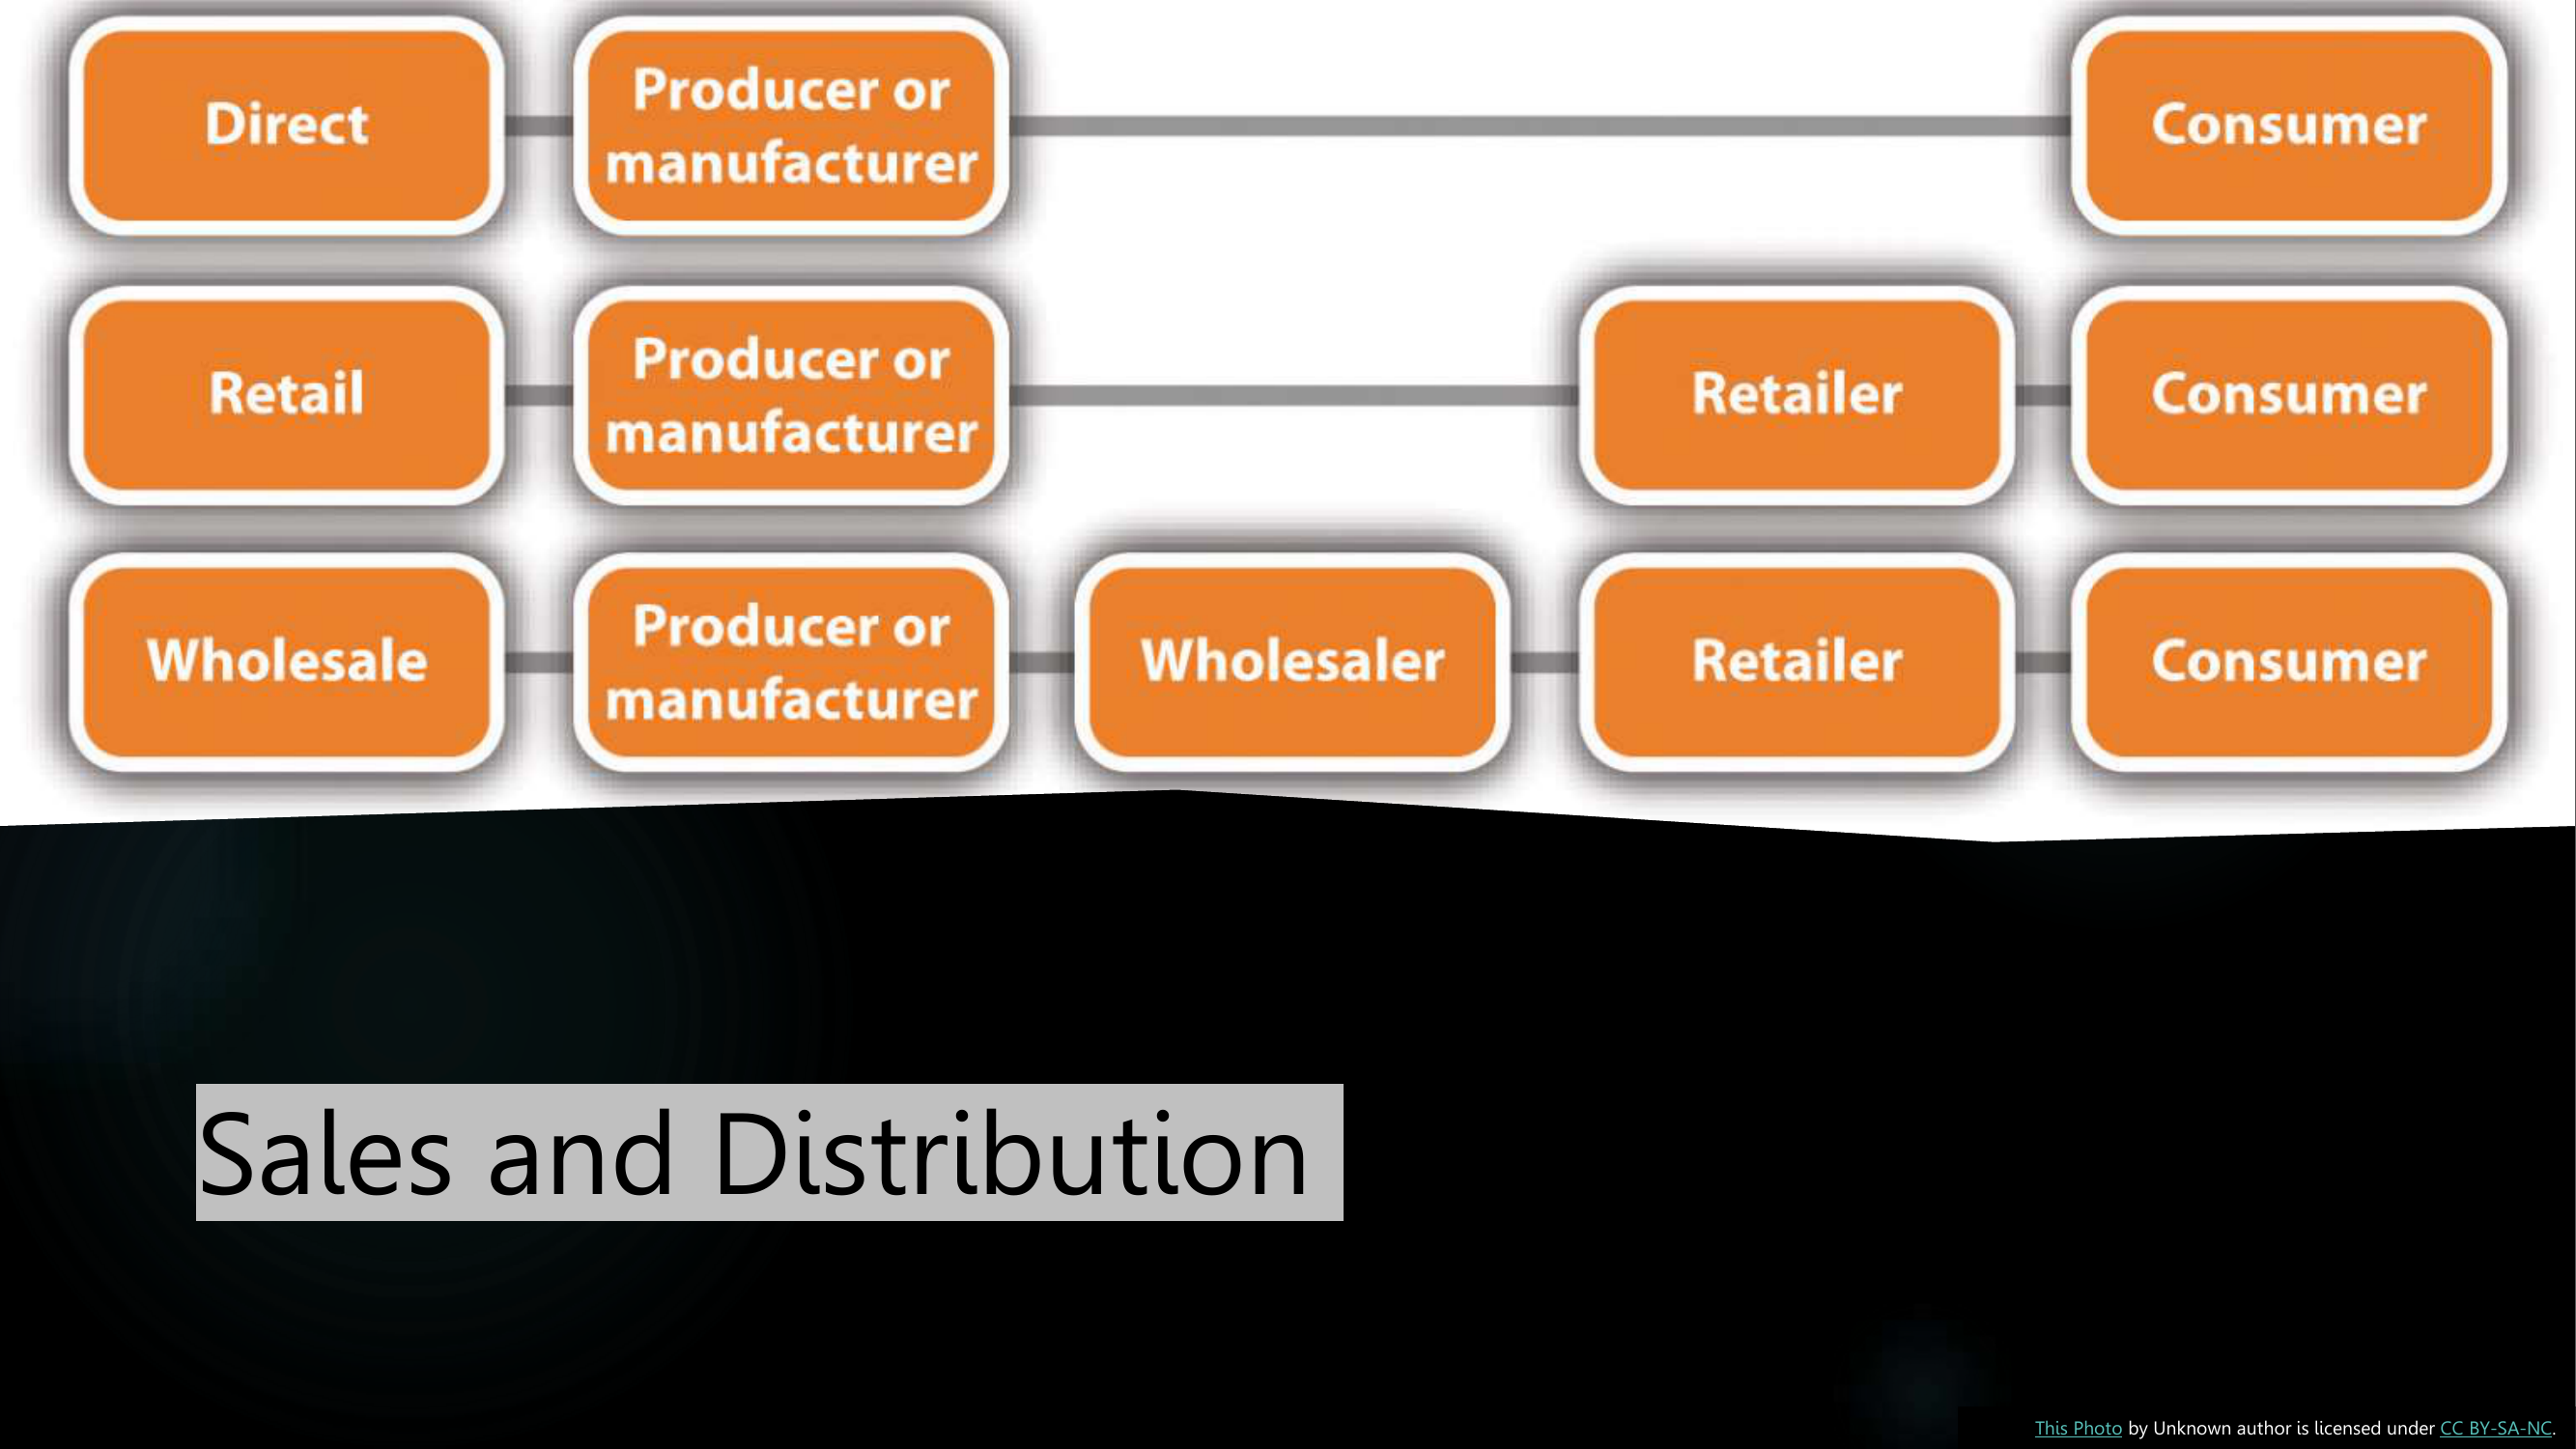 Direct
Producer or
manufacturer
Consumer
Retail
Producer or
manufacturer
Retailer
Consumer
Wholesale
Producer or
manufacturer
Wholesaler
Retailer
Consumer
Sales and Distribution
This Photo by Unknown author is licensed under CC BY-SA-NC.